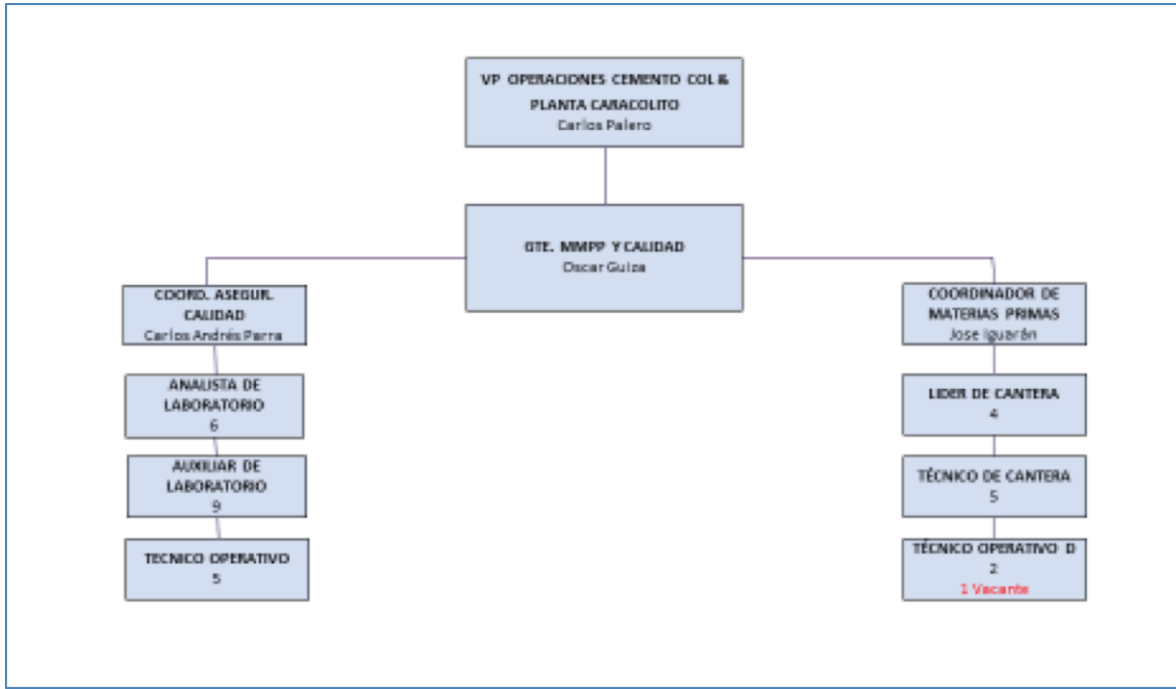 VP OPERACIONES CEMENTO COL &
PLANTA CARACOLITO
Carlos Palero
GTE. MMPP Y CALIDAD
Oscar Guiza
COORD. ASEGUR.
CALIDAD
Carlos Andrés Parra
ANALISTA DE
LABORATORIO
6
AUXILIAR DE
LABORATORIO
9
TECNICO OPERATIVO
5
COORDINADOR DE
MATERIAS PRIMAS
Jose Iguarán
LIDER DE CANTERA
4
TÉCNICO DE CANTERA
5
TÉCNICO OPERATIVO D
2
1 Vacante